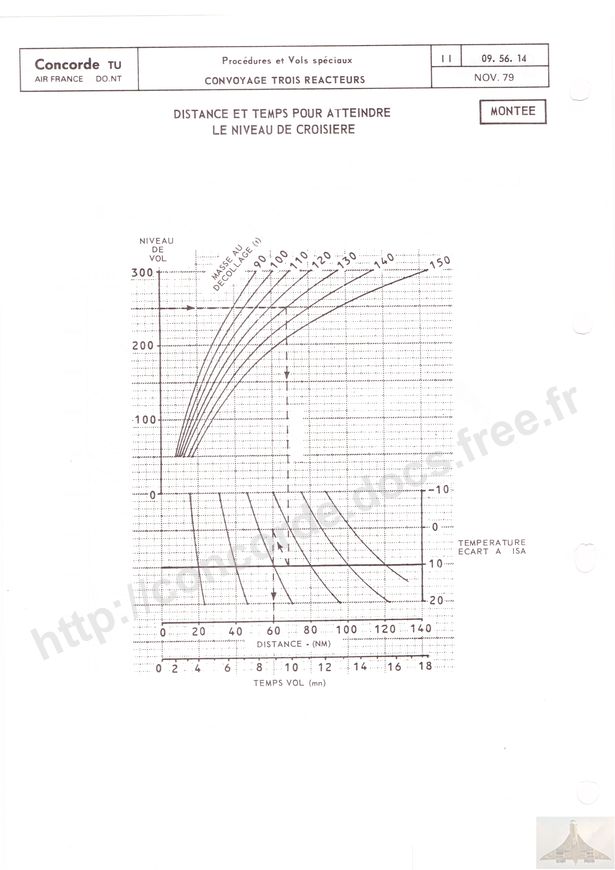 Concorde TU
AIR FRANCE DO.NT
Procédures et Vols spéciaux
CONVOYAGE TROIS REACTEURS
11
09. 56. 14
NOV. 79
DISTANCE ET TEMPS POUR ATTEINDRE
LE NIVEAU DE CROISIERE
MONTEE
NIVEAU
DE
VOL
MASSE AU
DECOLLAGE (t)
90 100 110 120 130 140 150
300
200
100
0
-10
0
10
20
TEMPERATURE
ECART A ISA
0 20 40 60 80 100 120 140
DISTANCE - (NM)
0 2 4 6 8 10 12 14 16 18
TEMPS VOL (mn)
http://concorde.docs.free.fr